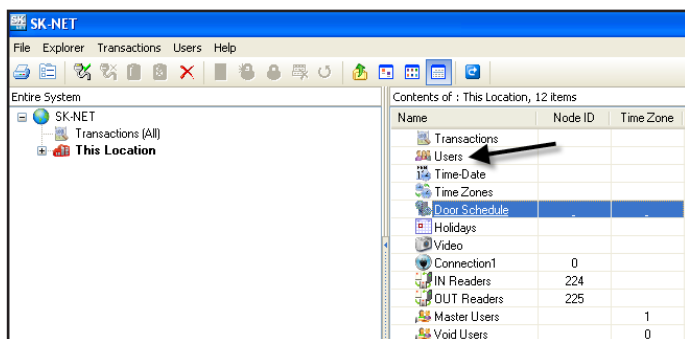 SK-NET
File Explorer Transactions Users Help
Entire System
SK-NET
Transactions (All)
This Location
Contents of : This Location, 12 items
Name Node ID Time Zone
Transactions
Users
Time-Date
Time Zones
Door Schedule - -
Holidays
Video
Connection1 0
IN Readers 224
OUT Readers 225
Master Users 1
Void Users 0